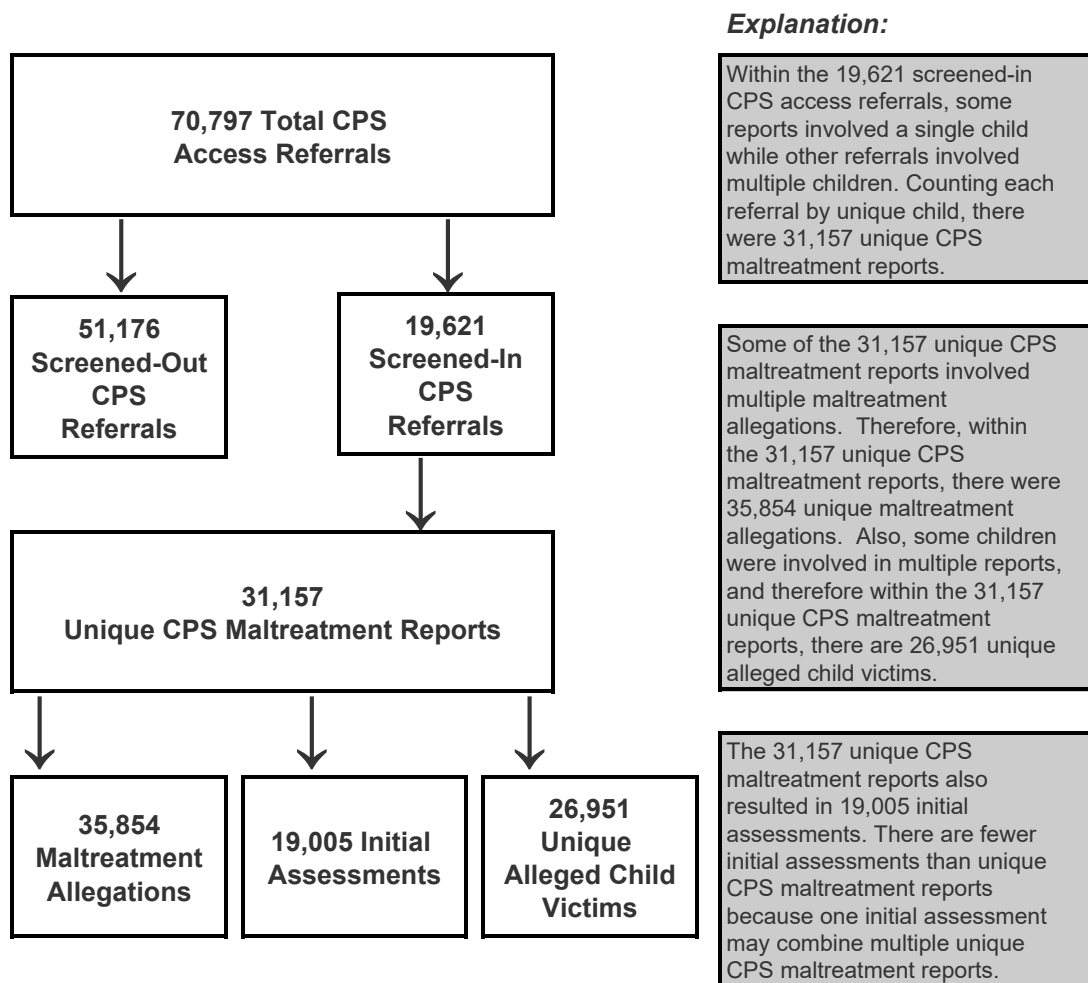 Explanation:
70,797 Total CPS
Access Referrals
Within the 19,621 screened-in
CPS access referrals, some
reports involved a single child
while other referrals involved
multiple children. Counting each
referral by unique child, there
were 31,157 unique CPS
maltreatment reports.
51,176
Screened-Out
CPS
Referrals
19,621
Screened-In
CPS
Referrals
Some of the 31,157 unique CPS
maltreatment reports involved
multiple maltreatment
allegations.  Therefore, within
the 31,157 unique CPS
maltreatment reports, there were
35,854 unique maltreatment
allegations.  Also, some children
were involved in multiple reports,
and therefore within the 31,157
unique CPS maltreatment
reports, there are 26,951 unique
alleged child victims.
31,157
Unique CPS Maltreatment Reports
35,854
Maltreatment
Allegations
19,005 Initial
Assessments
26,951
Unique
Alleged Child
Victims
The 31,157 unique CPS
maltreatment reports also
resulted in 19,005 initial
assessments. There are fewer
initial assessments than unique
CPS maltreatment reports
because one initial assessment
may combine multiple unique
CPS maltreatment reports.